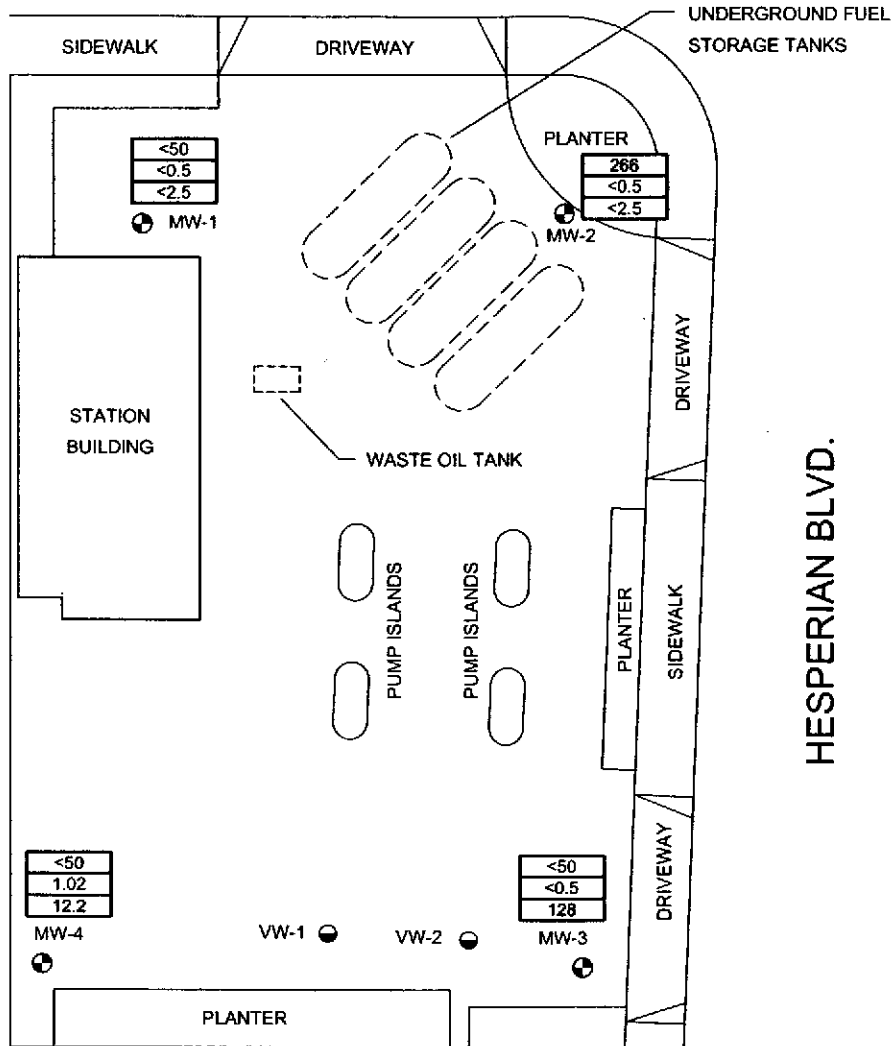 UNDERGROUND FUEL
STORAGE TANKS
SIDEWALK
DRIVEWAY
PLANTER
<50
<0.5
<2.5
MW-1
266
<0.5
<2.5
MW-2
DRIVEWAY
STATION
BUILDING
WASTE OIL TANK
HESPERIAN BLVD.
PUMP ISLANDS
PUMP ISLANDS
PLANTER
SIDEWALK
<50
1.02
12.2
MW-4
VW-1
VW-2
<50
<0.5
128
MW-3
DRIVEWAY
PLANTER